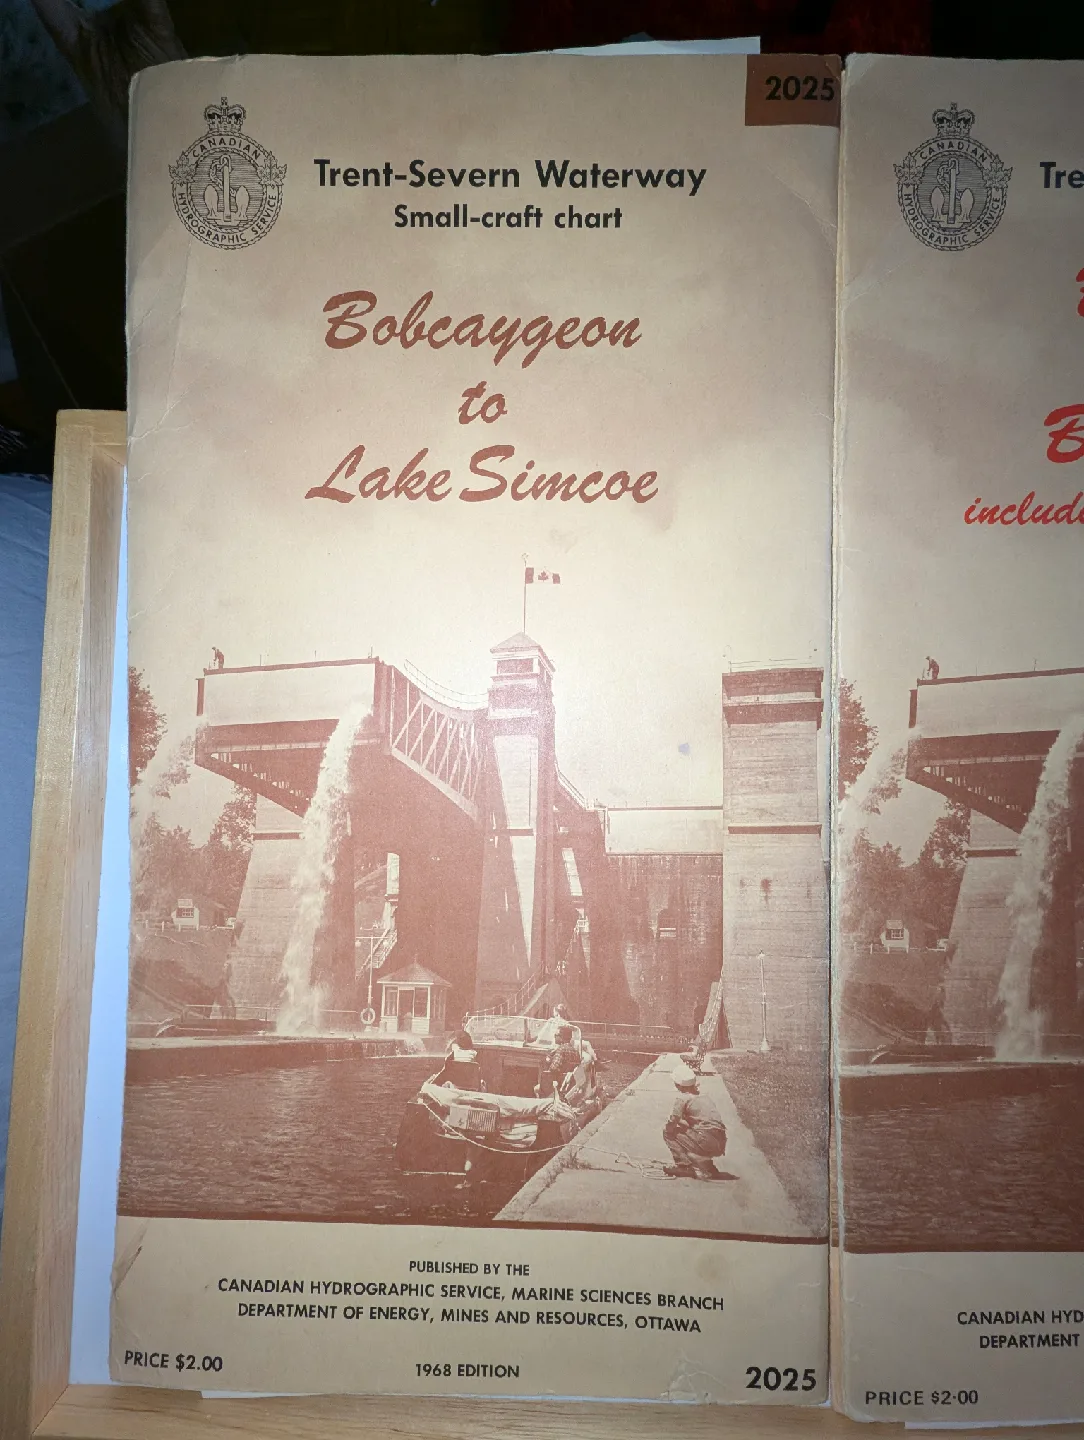 2025
CANADIAN
HYDROGRAPHIC SERVICE
Trent-Severn Waterway
Small-craft chart
Bobcaygeon
to
Lake Simcoe
PUBLISHED BY THE
CANADIAN HYDROGRAPHIC SERVICE, MARINE SCIENCES BRANCH
DEPARTMENT OF ENERGY, MINES AND RESOURCES, OTTAWA
PRICE $2.00
1968 EDITION
2025
CANADIAN
HYDROGRAPHIC SERVICE
Tre
B
includ
CANADIAN HYD
DEPARTMENT
PRICE $2·00